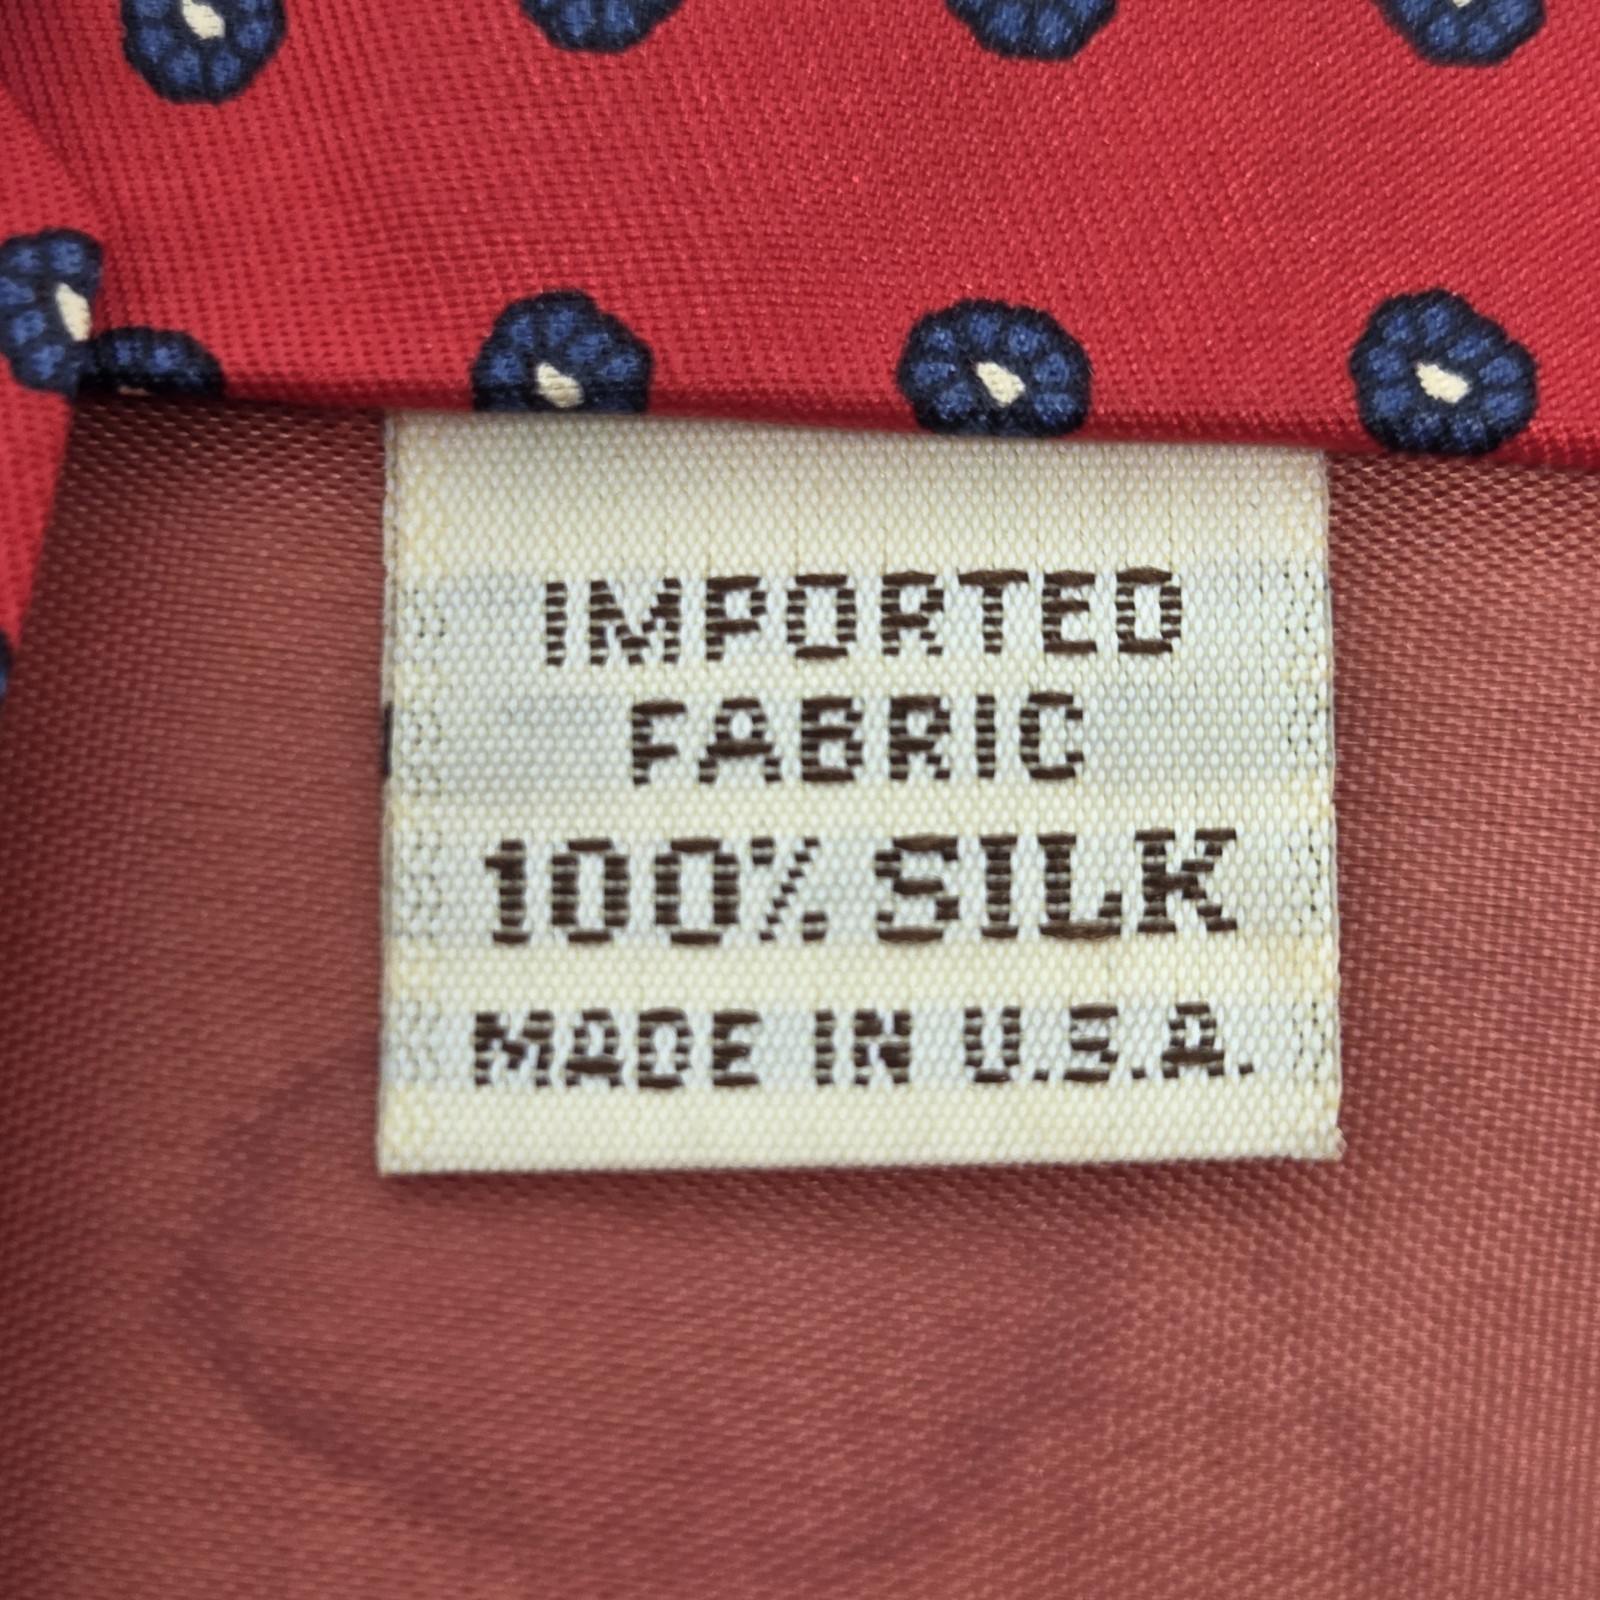 IMPORTED
FABRIC
100% SILK
MADE IN U.S.A.